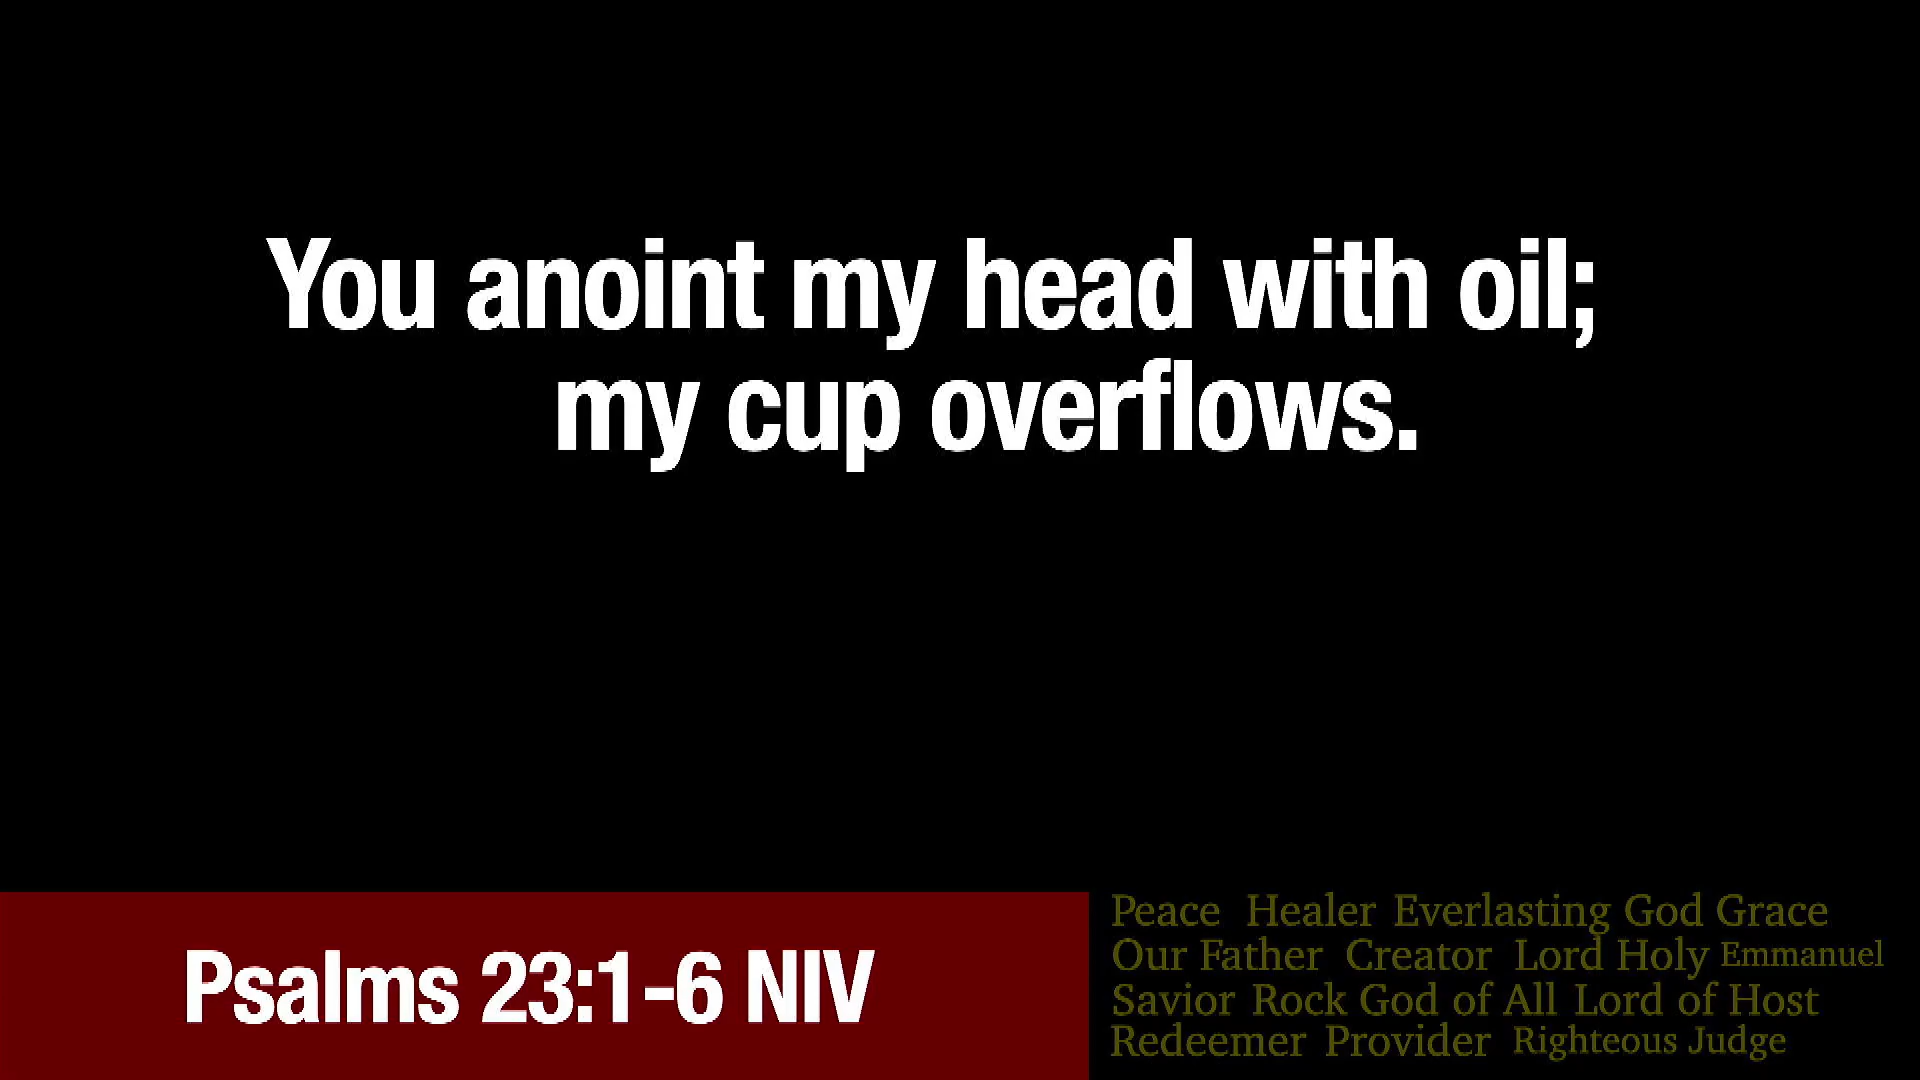 You anoint my head with oil;
my cup overflows.
Psalms 23:1-6 NIV
Peace Healer Everlasting God Grace
Our Father Creator Lord Holy Emmanuel
Savior Rock God of All Lord of Host
Redeemer Provider Righteous Judge